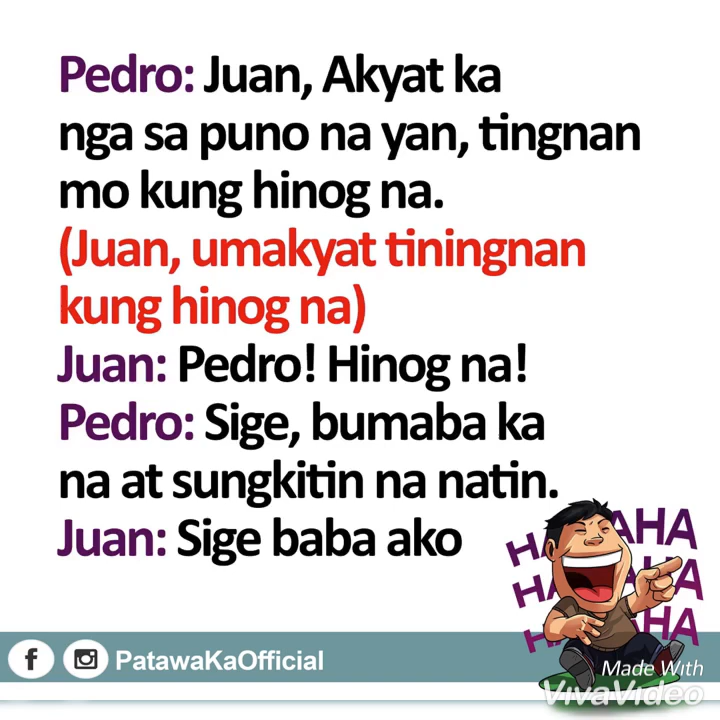 Pedro: Juan, Akyat ka
nga sa puno na yan, tingnan
mo kung hinog na.
(Juan, umakyat tiningnan
kung hinog na)
Juan: Pedro! Hinog na!
Pedro: Sige, bumaba ka
na at sungkitin na natin.
Juan: Sige baba ako
PatawaKaOfficial
Made With
VivaVideo